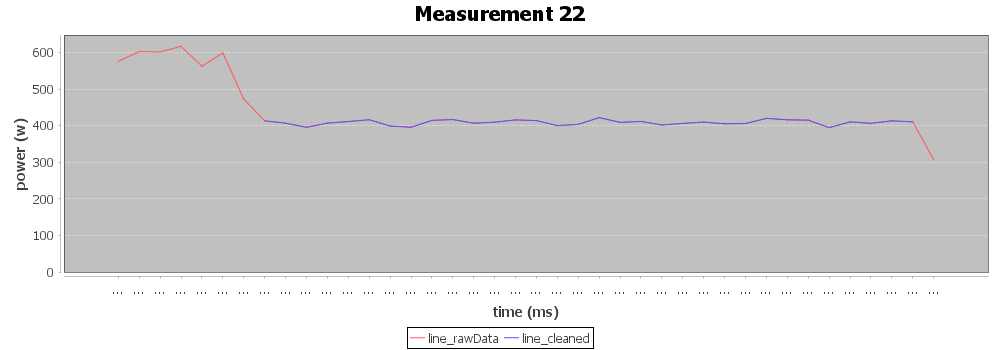 Measurement 22
power (w)
600
500
400
300
200
100
0
... ... ... ... ... ... ... ... ... ... ... ... ... ... ... ... ... ... ... ... ... ... ... ... ... ... ... ... ... ... ... ... ... ... ... ... ... ... ... ...
time (ms)
line_rawData line_cleaned